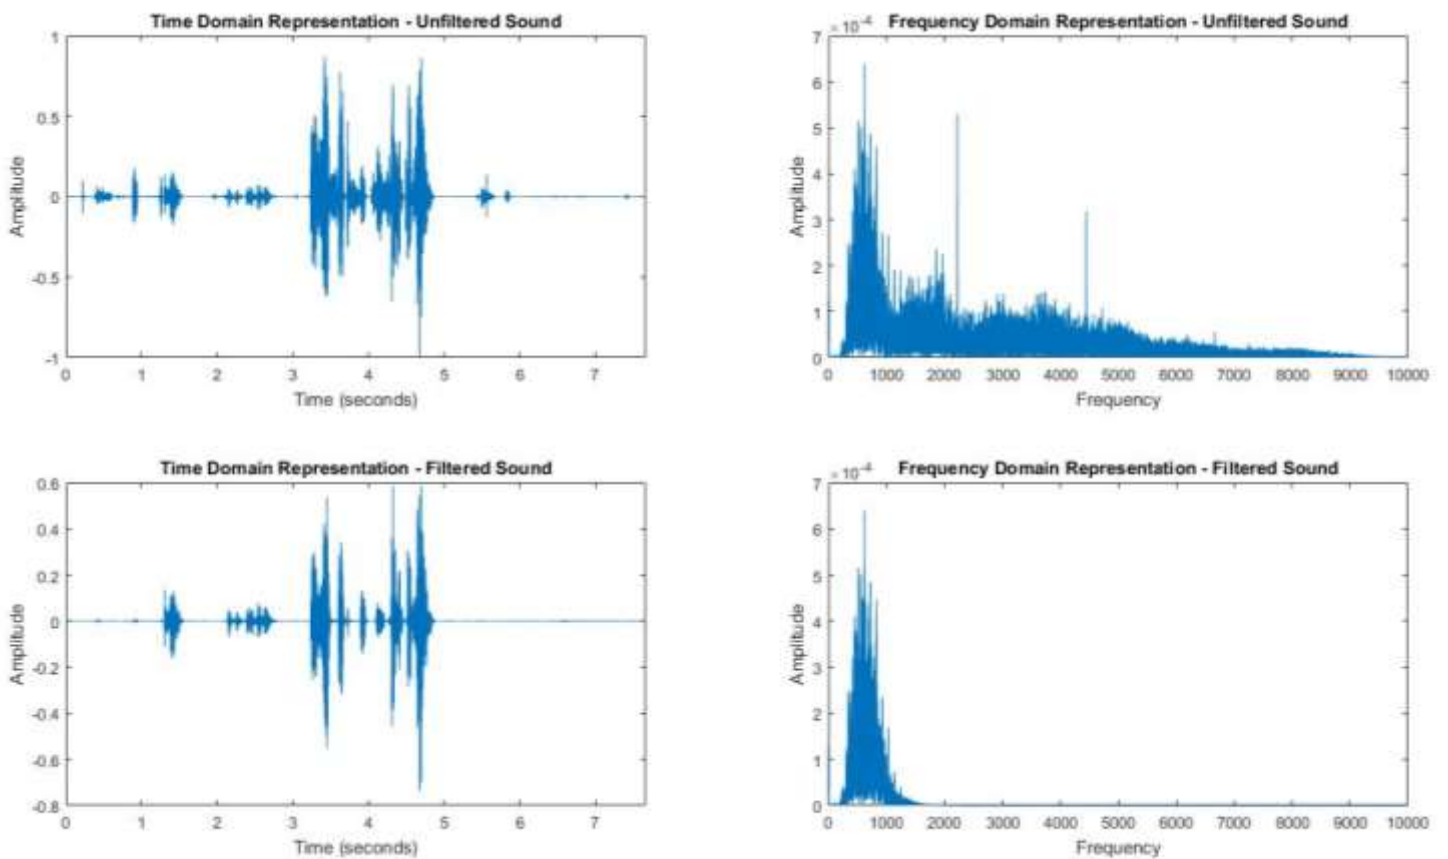 Time Domain Representation - Unfiltered Sound
1
0.5
0
-0.5
-1
Amplitude
0 1 2 3 4 5 6 7
Time (seconds)
× 10⁻⁴ Frequency Domain Representation - Unfiltered Sound
7
6
5
4
3
2
1
0
Amplitude
0 1000 2000 3000 4000 5000 6000 7000 8000 9000 10000
Frequency
Time Domain Representation - Filtered Sound
0.6
0.4
0.2
0
-0.2
-0.4
-0.6
-0.8
Amplitude
0 1 2 3 4 5 6 7
Time (seconds)
× 10⁻⁴ Frequency Domain Representation - Filtered Sound
7
6
5
4
3
2
1
0
Amplitude
0 1000 2000 3000 4000 5000 6000 7000 8000 9000 10000
Frequency